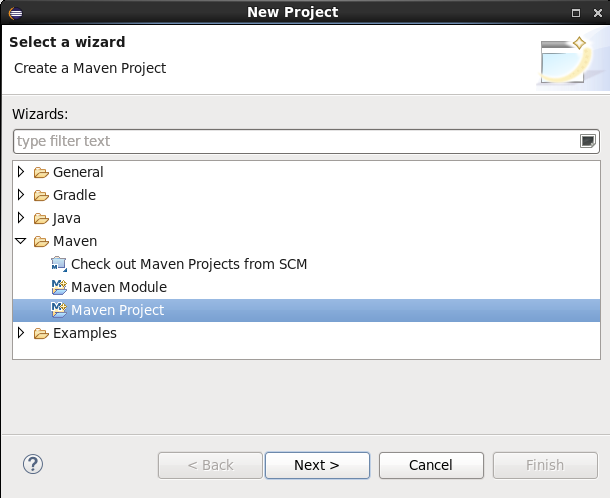 New Project
Select a wizard
Create a Maven Project
Wizards:
type filter text
General
Gradle
Java
Maven
Check out Maven Projects from SCM
Maven Module
Maven Project
Examples
?
< Back
Next >
Cancel
Finish